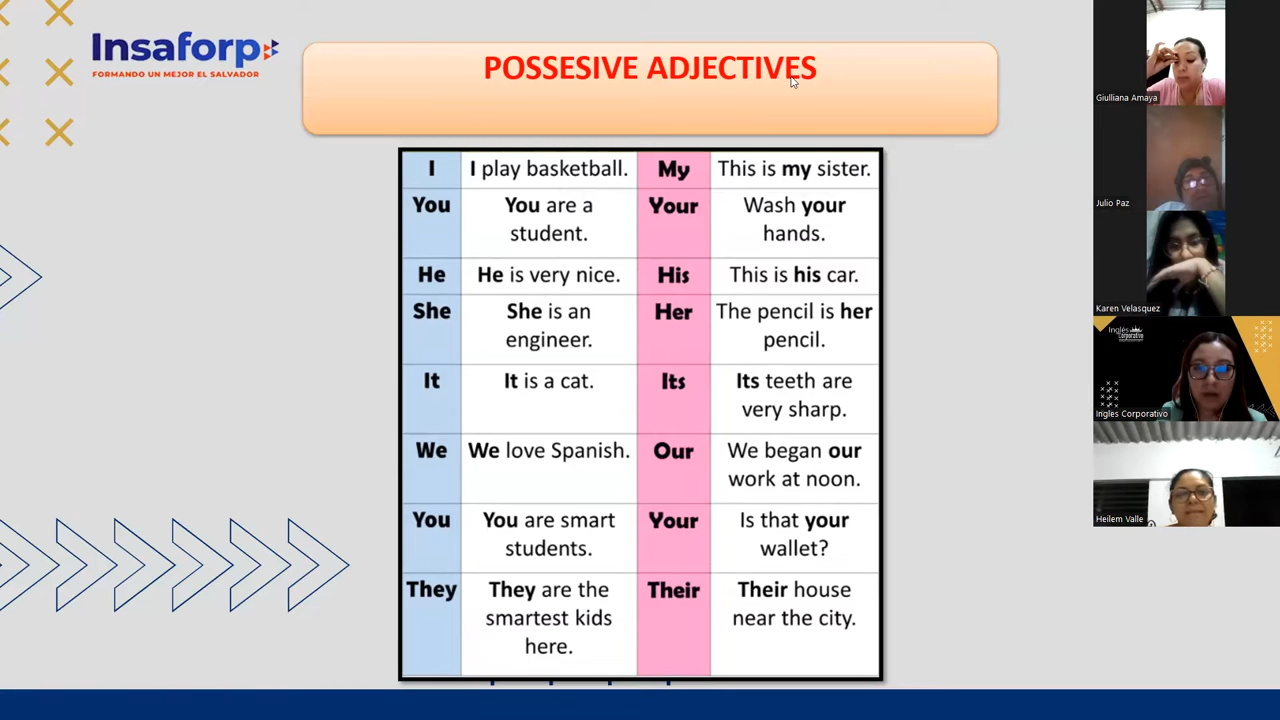 Insaforp
FORMANDO UN MEJOR EL SALVADOR
POSSESIVE ADJECTIVES
I
I play basketball.
My
This is my sister.
You
You are a
student.
Your
Wash your
hands.
He
He is very nice.
His
This is his car.
She
She is an
engineer.
Her
The pencil is her
pencil.
It
It is a cat.
Its
Its teeth are
very sharp.
We
We love Spanish.
Our
We began our
work at noon.
You
You are smart
students.
Your
Is that your
wallet?
They
They are the
smartest kids
here.
Their
Their house
near the city.
Giulliana Amaya
Julio Paz
Karen Velasquez
Inglés
Corporativo
Ingles Corporativo
Heilem Valle